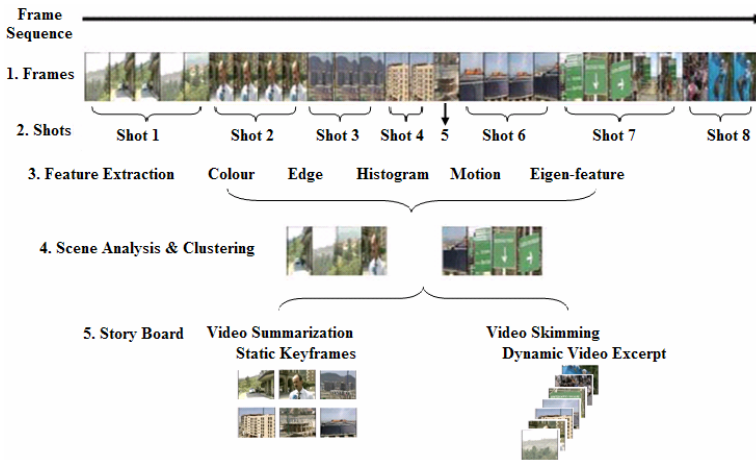 Frame
Sequence
1. Frames
2. Shots
Shot 1 Shot 2 Shot 3 Shot 4 5 Shot 6 Shot 7 Shot 8
3. Feature Extraction Colour Edge Histogram Motion Eigen-feature
4. Scene Analysis & Clustering
5. Story Board Video Summarization Video Skimming
Static Keyframes Dynamic Video Excerpt